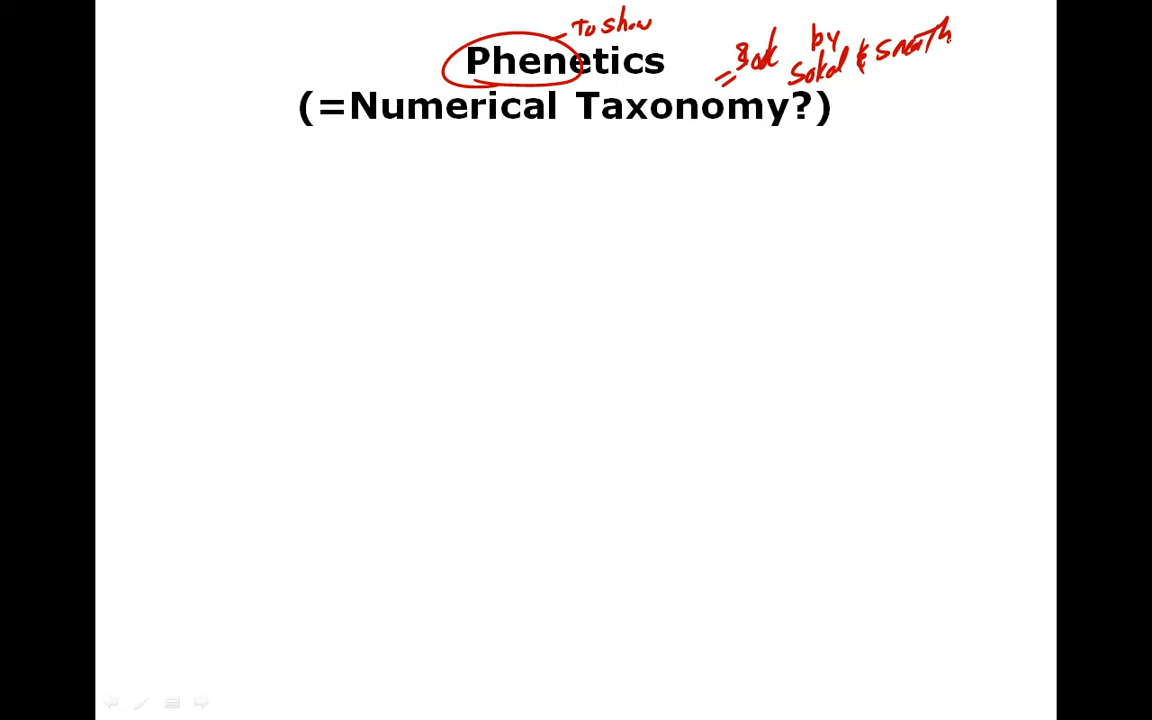 To show
Phenetics
= by
Sokal & Sneath
(=Numerical Taxonomy?)